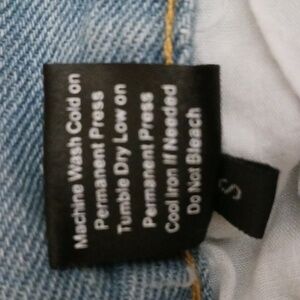 Machine Wash Cold on
Permanent Press
Tumble Dry Low on
Permanent Press
Cool Iron If Needed
Do Not Bleach
S